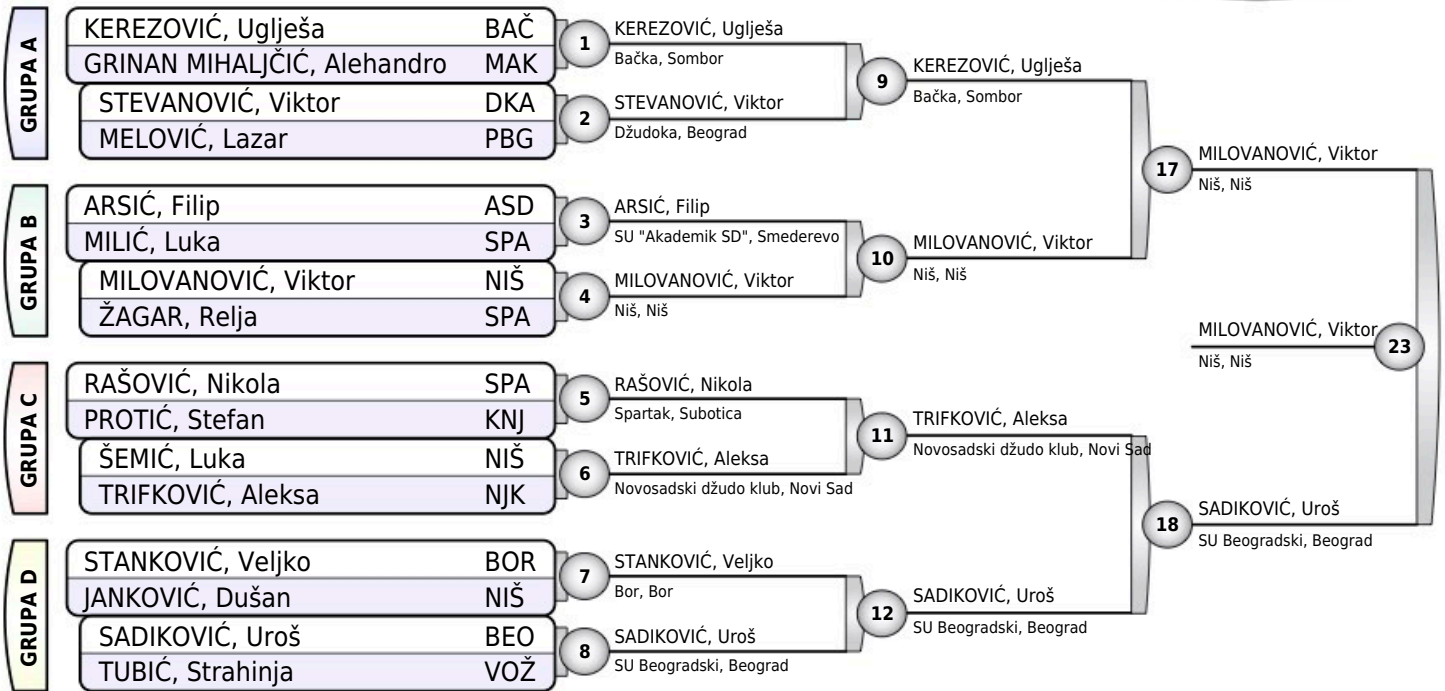 GRUPA A
KEREZOVIĆ, Uglješa BAČ
GRINAN MIHALJČIĆ, Alehandro MAK
STEVANOVIĆ, Viktor DKA
MELOVIĆ, Lazar PBG
GRUPA B
ARSIĆ, Filip ASD
MILIĆ, Luka SPA
MILOVANOVIĆ, Viktor NIŠ
ŽAGAR, Relja SPA
GRUPA C
RAŠOVIĆ, Nikola SPA
PROTIĆ, Stefan KNJ
ŠEMIĆ, Luka NIŠ
TRIFKOVIĆ, Aleksa NJK
GRUPA D
STANKOVIĆ, Veljko BOR
JANKOVIĆ, Dušan NIŠ
SADIKOVIĆ, Uroš BEO
TUBIĆ, Strahinja VOŽ
1
KEREZOVIĆ, Uglješa
Bačka, Sombor
2
STEVANOVIĆ, Viktor
Džudoka, Beograd
3
ARSIĆ, Filip
SU "Akademik SD", Smederevo
4
MILOVANOVIĆ, Viktor
Niš, Niš
5
RAŠOVIĆ, Nikola
Spartak, Subotica
6
TRIFKOVIĆ, Aleksa
Novosadski džudo klub, Novi Sad
7
STANKOVIĆ, Veljko
Bor, Bor
8
SADIKOVIĆ, Uroš
SU Beogradski, Beograd
9
KEREZOVIĆ, Uglješa
Bačka, Sombor
10
MILOVANOVIĆ, Viktor
Niš, Niš
11
TRIFKOVIĆ, Aleksa
Novosadski džudo klub, Novi Sad
12
SADIKOVIĆ, Uroš
SU Beogradski, Beograd
17
MILOVANOVIĆ, Viktor
Niš, Niš
18
SADIKOVIĆ, Uroš
SU Beogradski, Beograd
MILOVANOVIĆ, Viktor
Niš, Niš
23